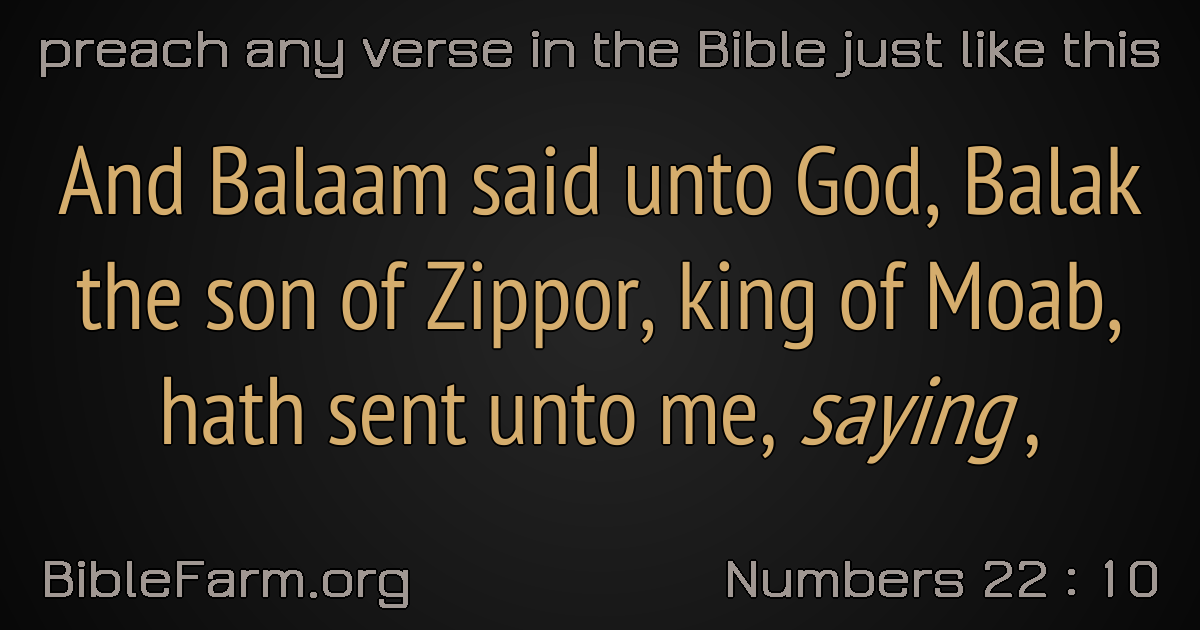 preach any verse in the Bible just like this
And Balaam said unto God, Balak
the son of Zippor, king of Moab,
hath sent unto me, saying ,
BibleFarm.org
Numbers 22 : 10